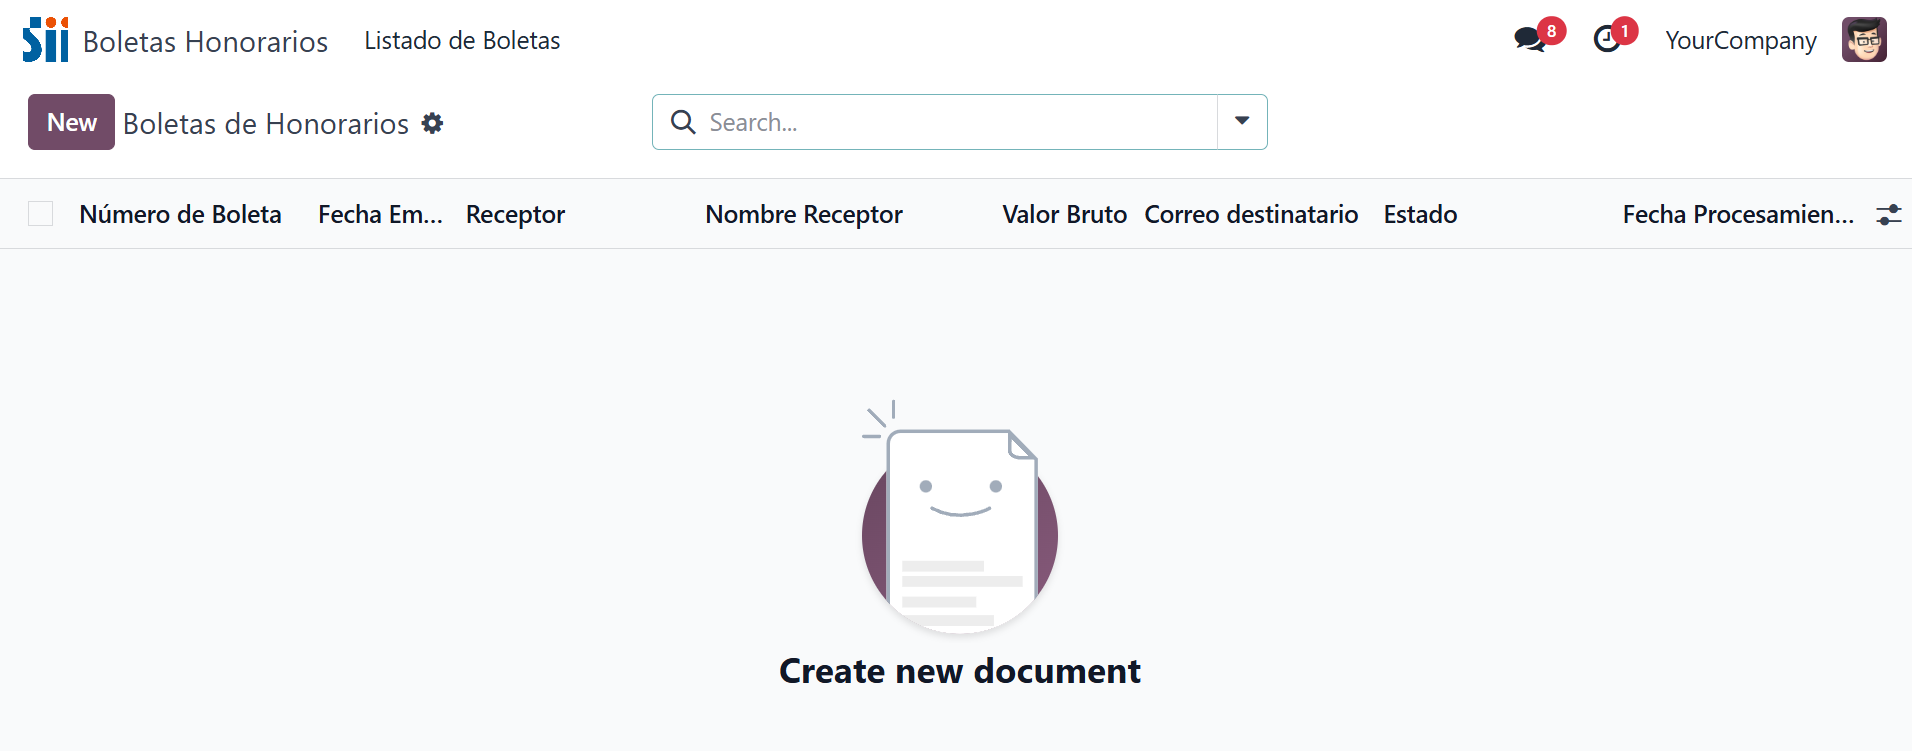 Sii Boletas Honorarios Listado de Boletas 8 1 YourCompany
New Boletas de Honorarios Search...
Número de Boleta Fecha Em... Receptor Nombre Receptor Valor Bruto Correo destinatario Estado Fecha Procesamien...
Create new document